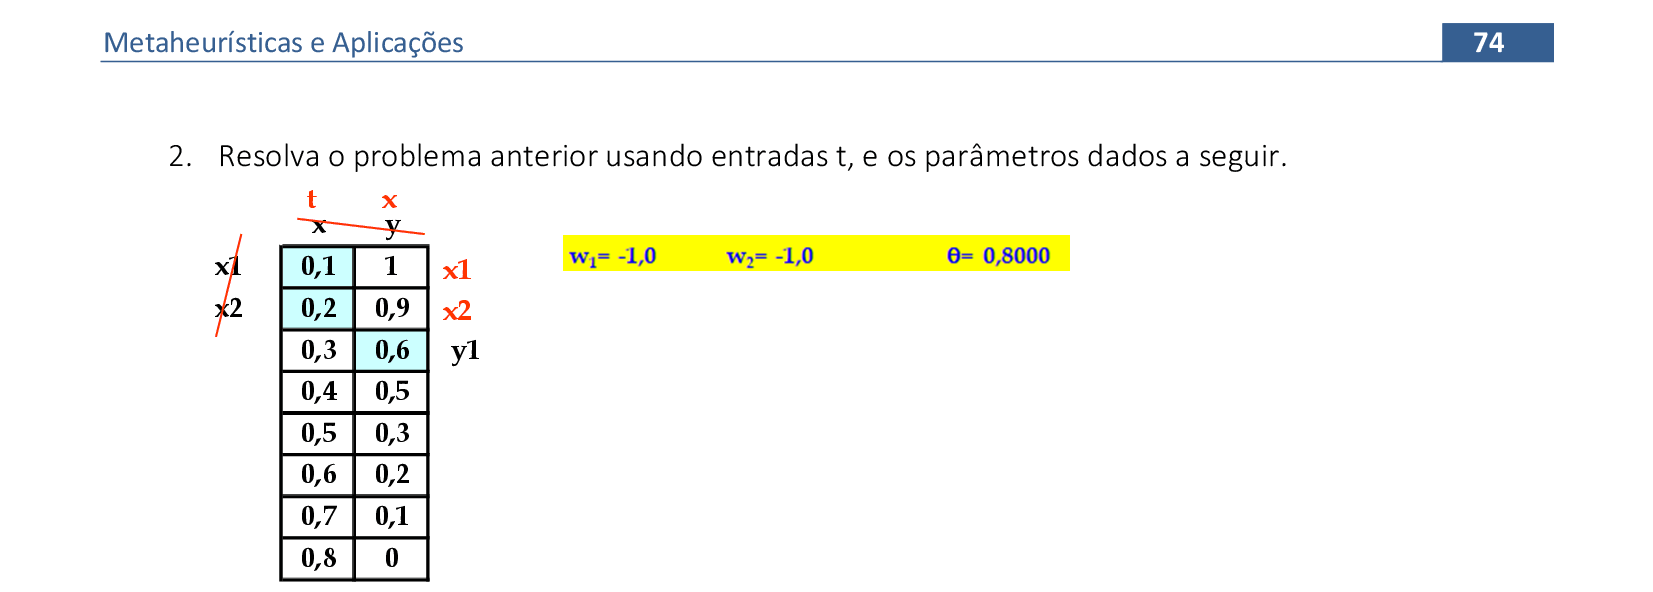 Metaheurísticas e Aplicações 74
2. Resolva o problema anterior usando entradas t, e os parâmetros dados a seguir.
t x
x y
w1= -1,0 w2= -1,0 θ= 0,8000
x1 0,1 1 x1
x2 0,2 0,9 x2
0,3 0,6 y1
0,4 0,5
0,5 0,3
0,6 0,2
0,7 0,1
0,8 0